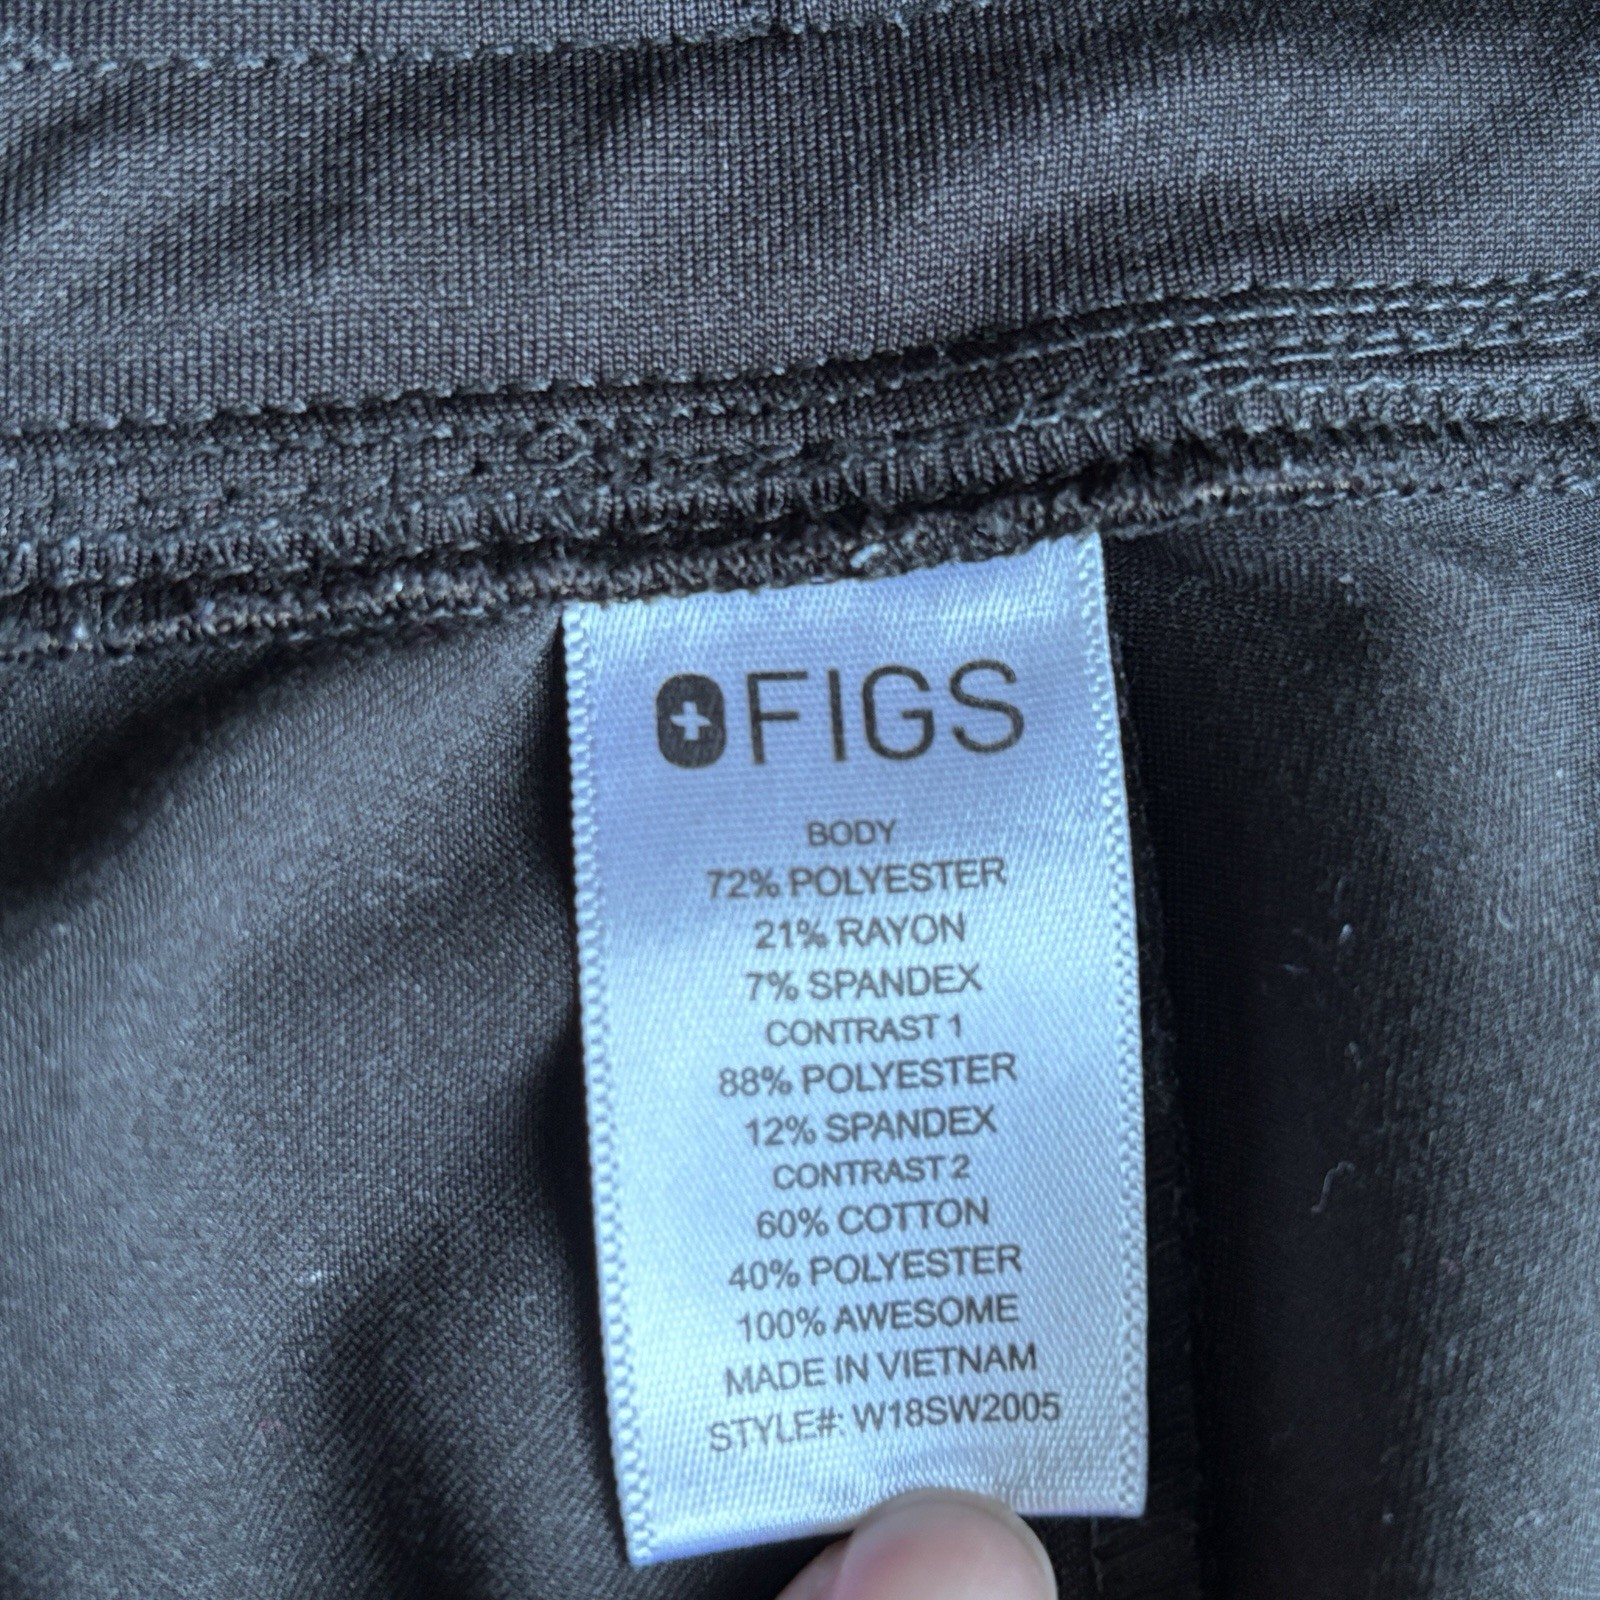 FIGS
BODY
72% POLYESTER
21% RAYON
7% SPANDEX
CONTRAST 1
88% POLYESTER
12% SPANDEX
CONTRAST 2
60% COTTON
40% POLYESTER
100% AWESOME
MADE IN VIETNAM
STYLE#: W18SW2005